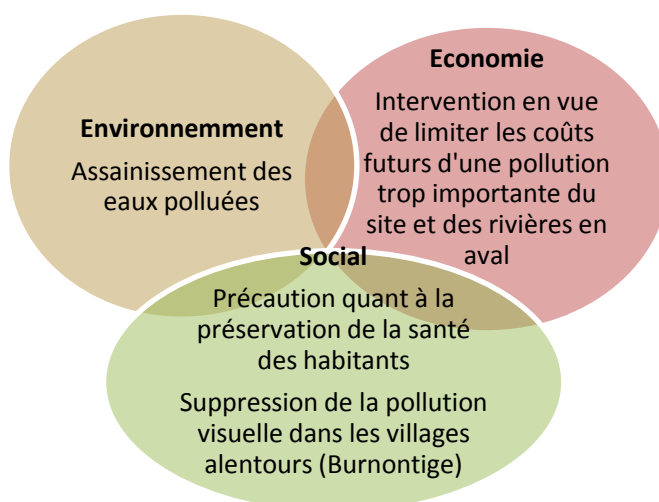 Environnemment
Assainissement des
eaux polluées
Economie
Intervention en vue
de limiter les coûts
futurs d'une pollution
trop importante du
site et des rivières en
aval
Social
Précaution quant à la
préservation de la santé
des habitants
Suppression de la pollution
visuelle dans les villages
alentours (Burnontige)